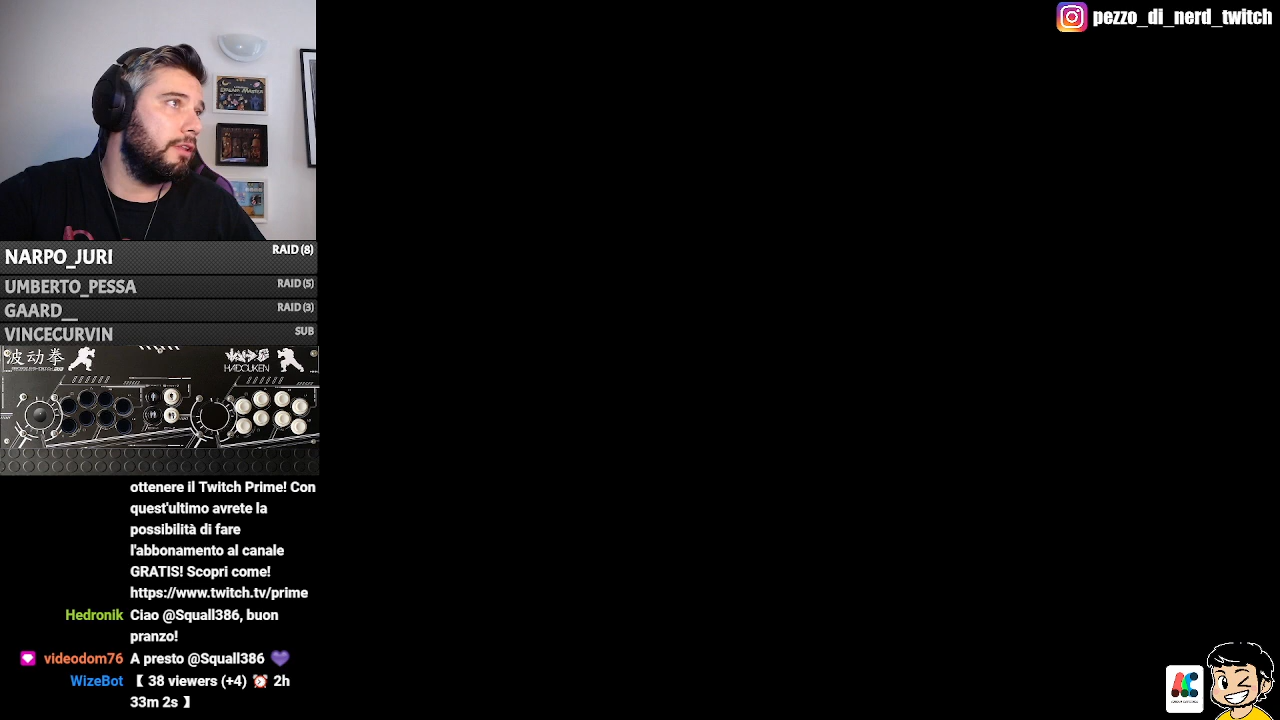 pezzo_di_nerd_twitch
NARPO_JURI RAID (8)
UMBERTO_PESSA RAID (5)
GAARD__ RAID (3)
VINCECURVIN SUB
波动拳
HADOUKEN
ottenere il Twitch Prime! Con
quest'ultimo avrete la
possibilità di fare
l'abbonamento al canale
GRATIS! Scopri come!
https://www.twitch.tv/prime
Hedronik Ciao @Squall386, buon
pranzo!
videodom76 A presto @Squall386 💜
WizeBot 【 38 viewers (+4) ⏰ 2h
33m 2s 】